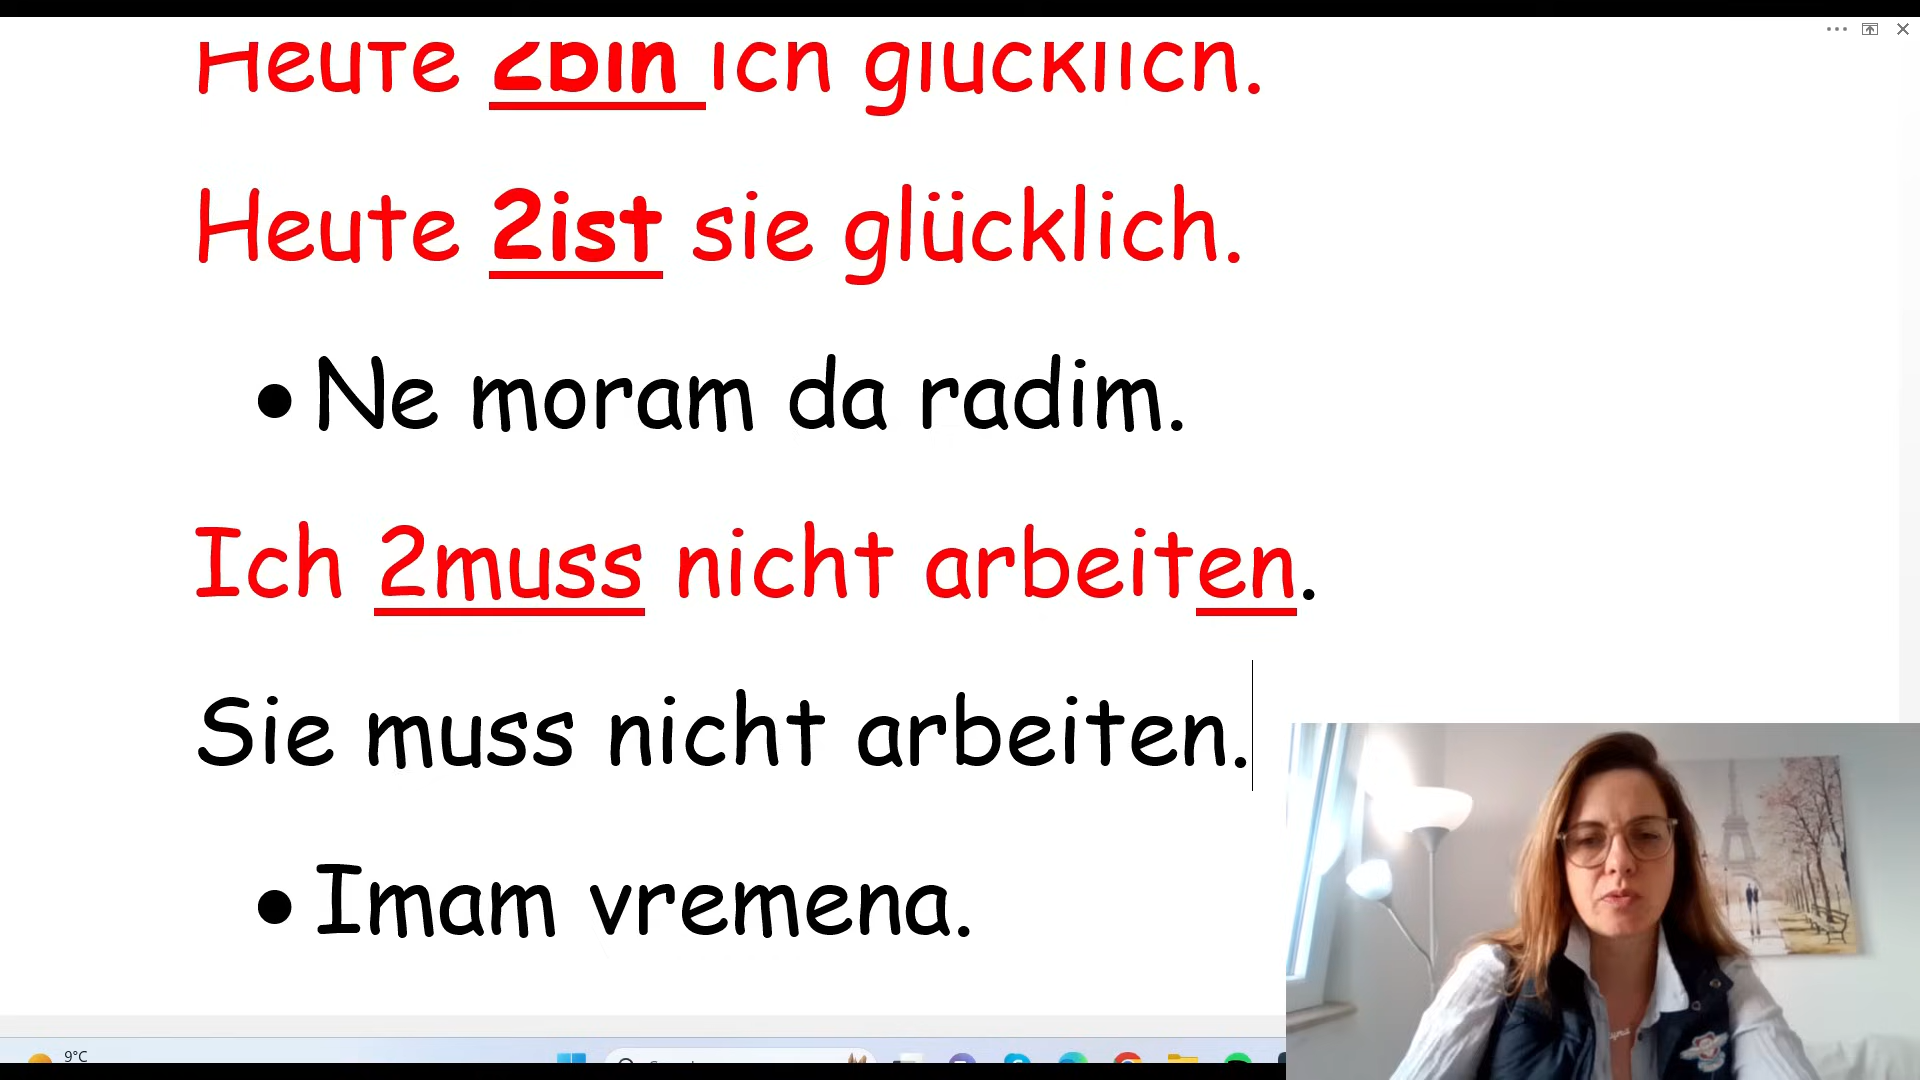 Heute 2bin ich glücklich.
Heute 2ist sie glücklich.
• Ne moram da radim.
Ich 2muss nicht arbeiten.
Sie muss nicht arbeiten.
• Imam vremena.
9°C